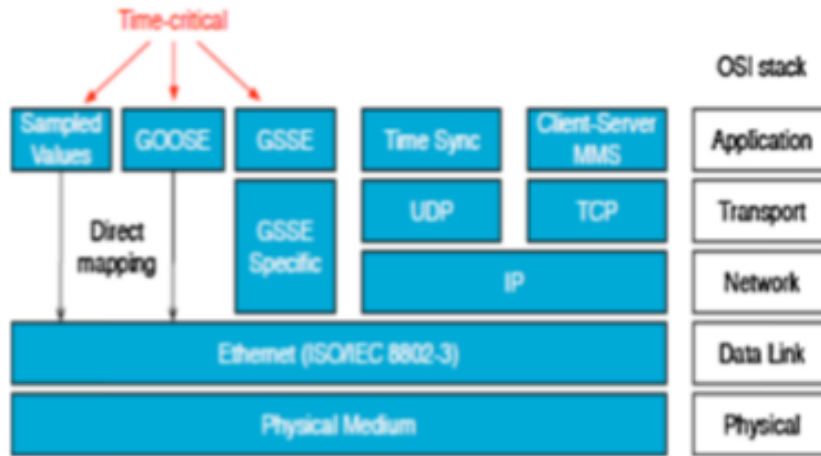 Time-critical
OSI stack
Sampled
Values
GOOSE
GSSE
Time Sync
Client-Server
MMS
Application
Direct
mapping
GSSE
Specific
UDP
TCP
Transport
IP
Network
Ethernet (ISO/IEC 8802-3)
Data Link
Physical Medium
Physical